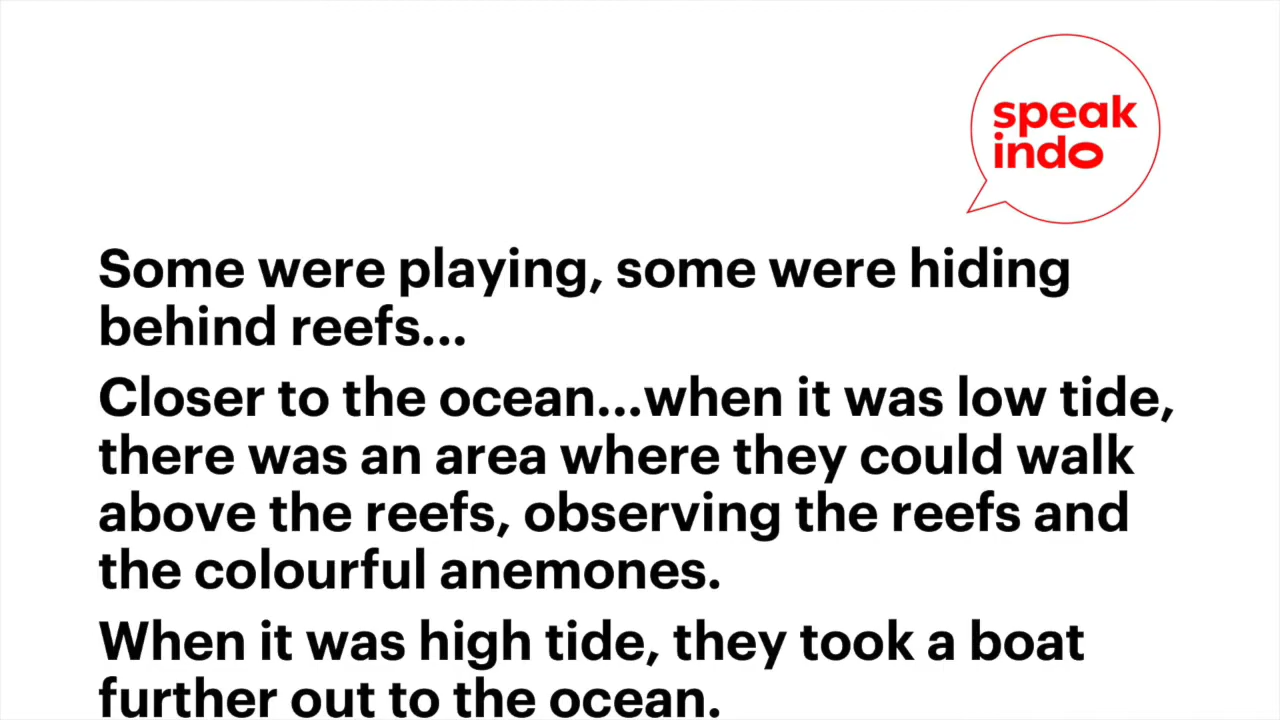 speak
indo
Some were playing, some were hiding
behind reefs...
Closer to the ocean...when it was low tide,
there was an area where they could walk
above the reefs, observing the reefs and
the colourful anemones.
When it was high tide, they took a boat
further out to the ocean.